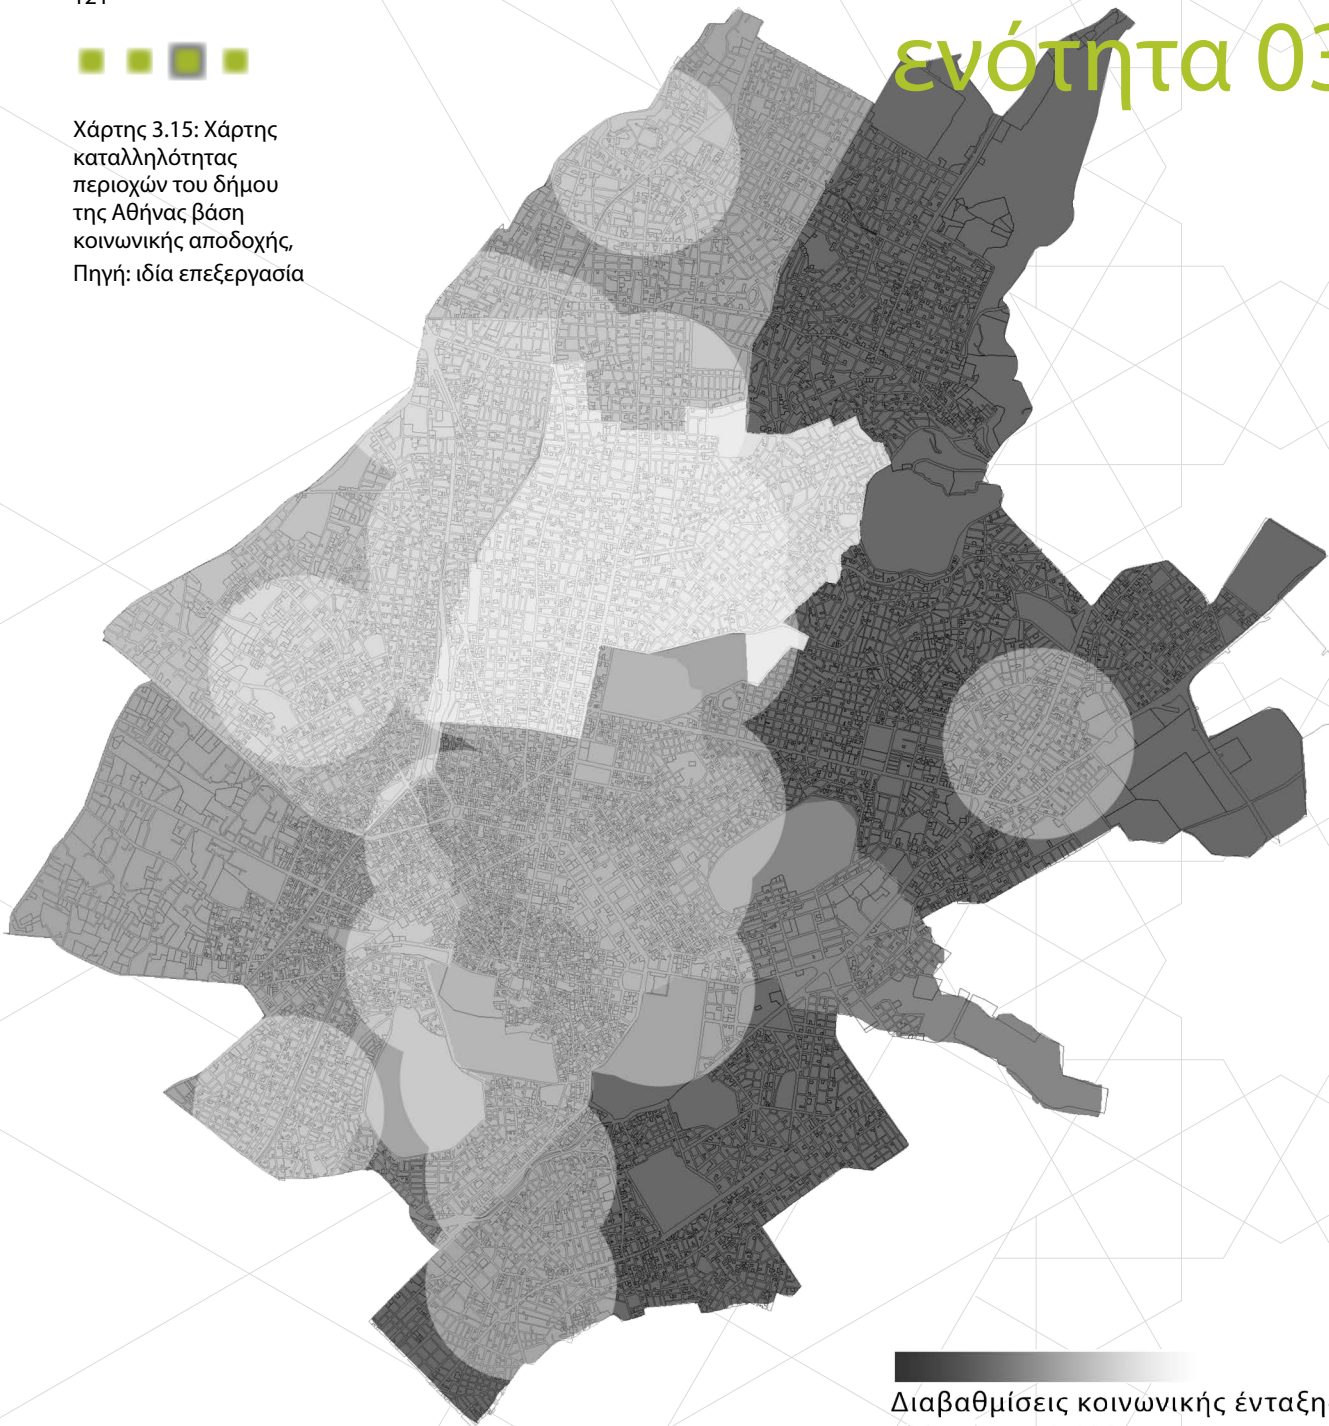 ενότητα 03
Χάρτης 3.15: Χάρτης
καταλληλότητας
περιοχών του δήμου
της Αθήνας βάση
κοινωνικής αποδοχής,
Πηγή: ιδία επεξεργασία
Διαβαθμίσεις κοινωνικής ένταξη